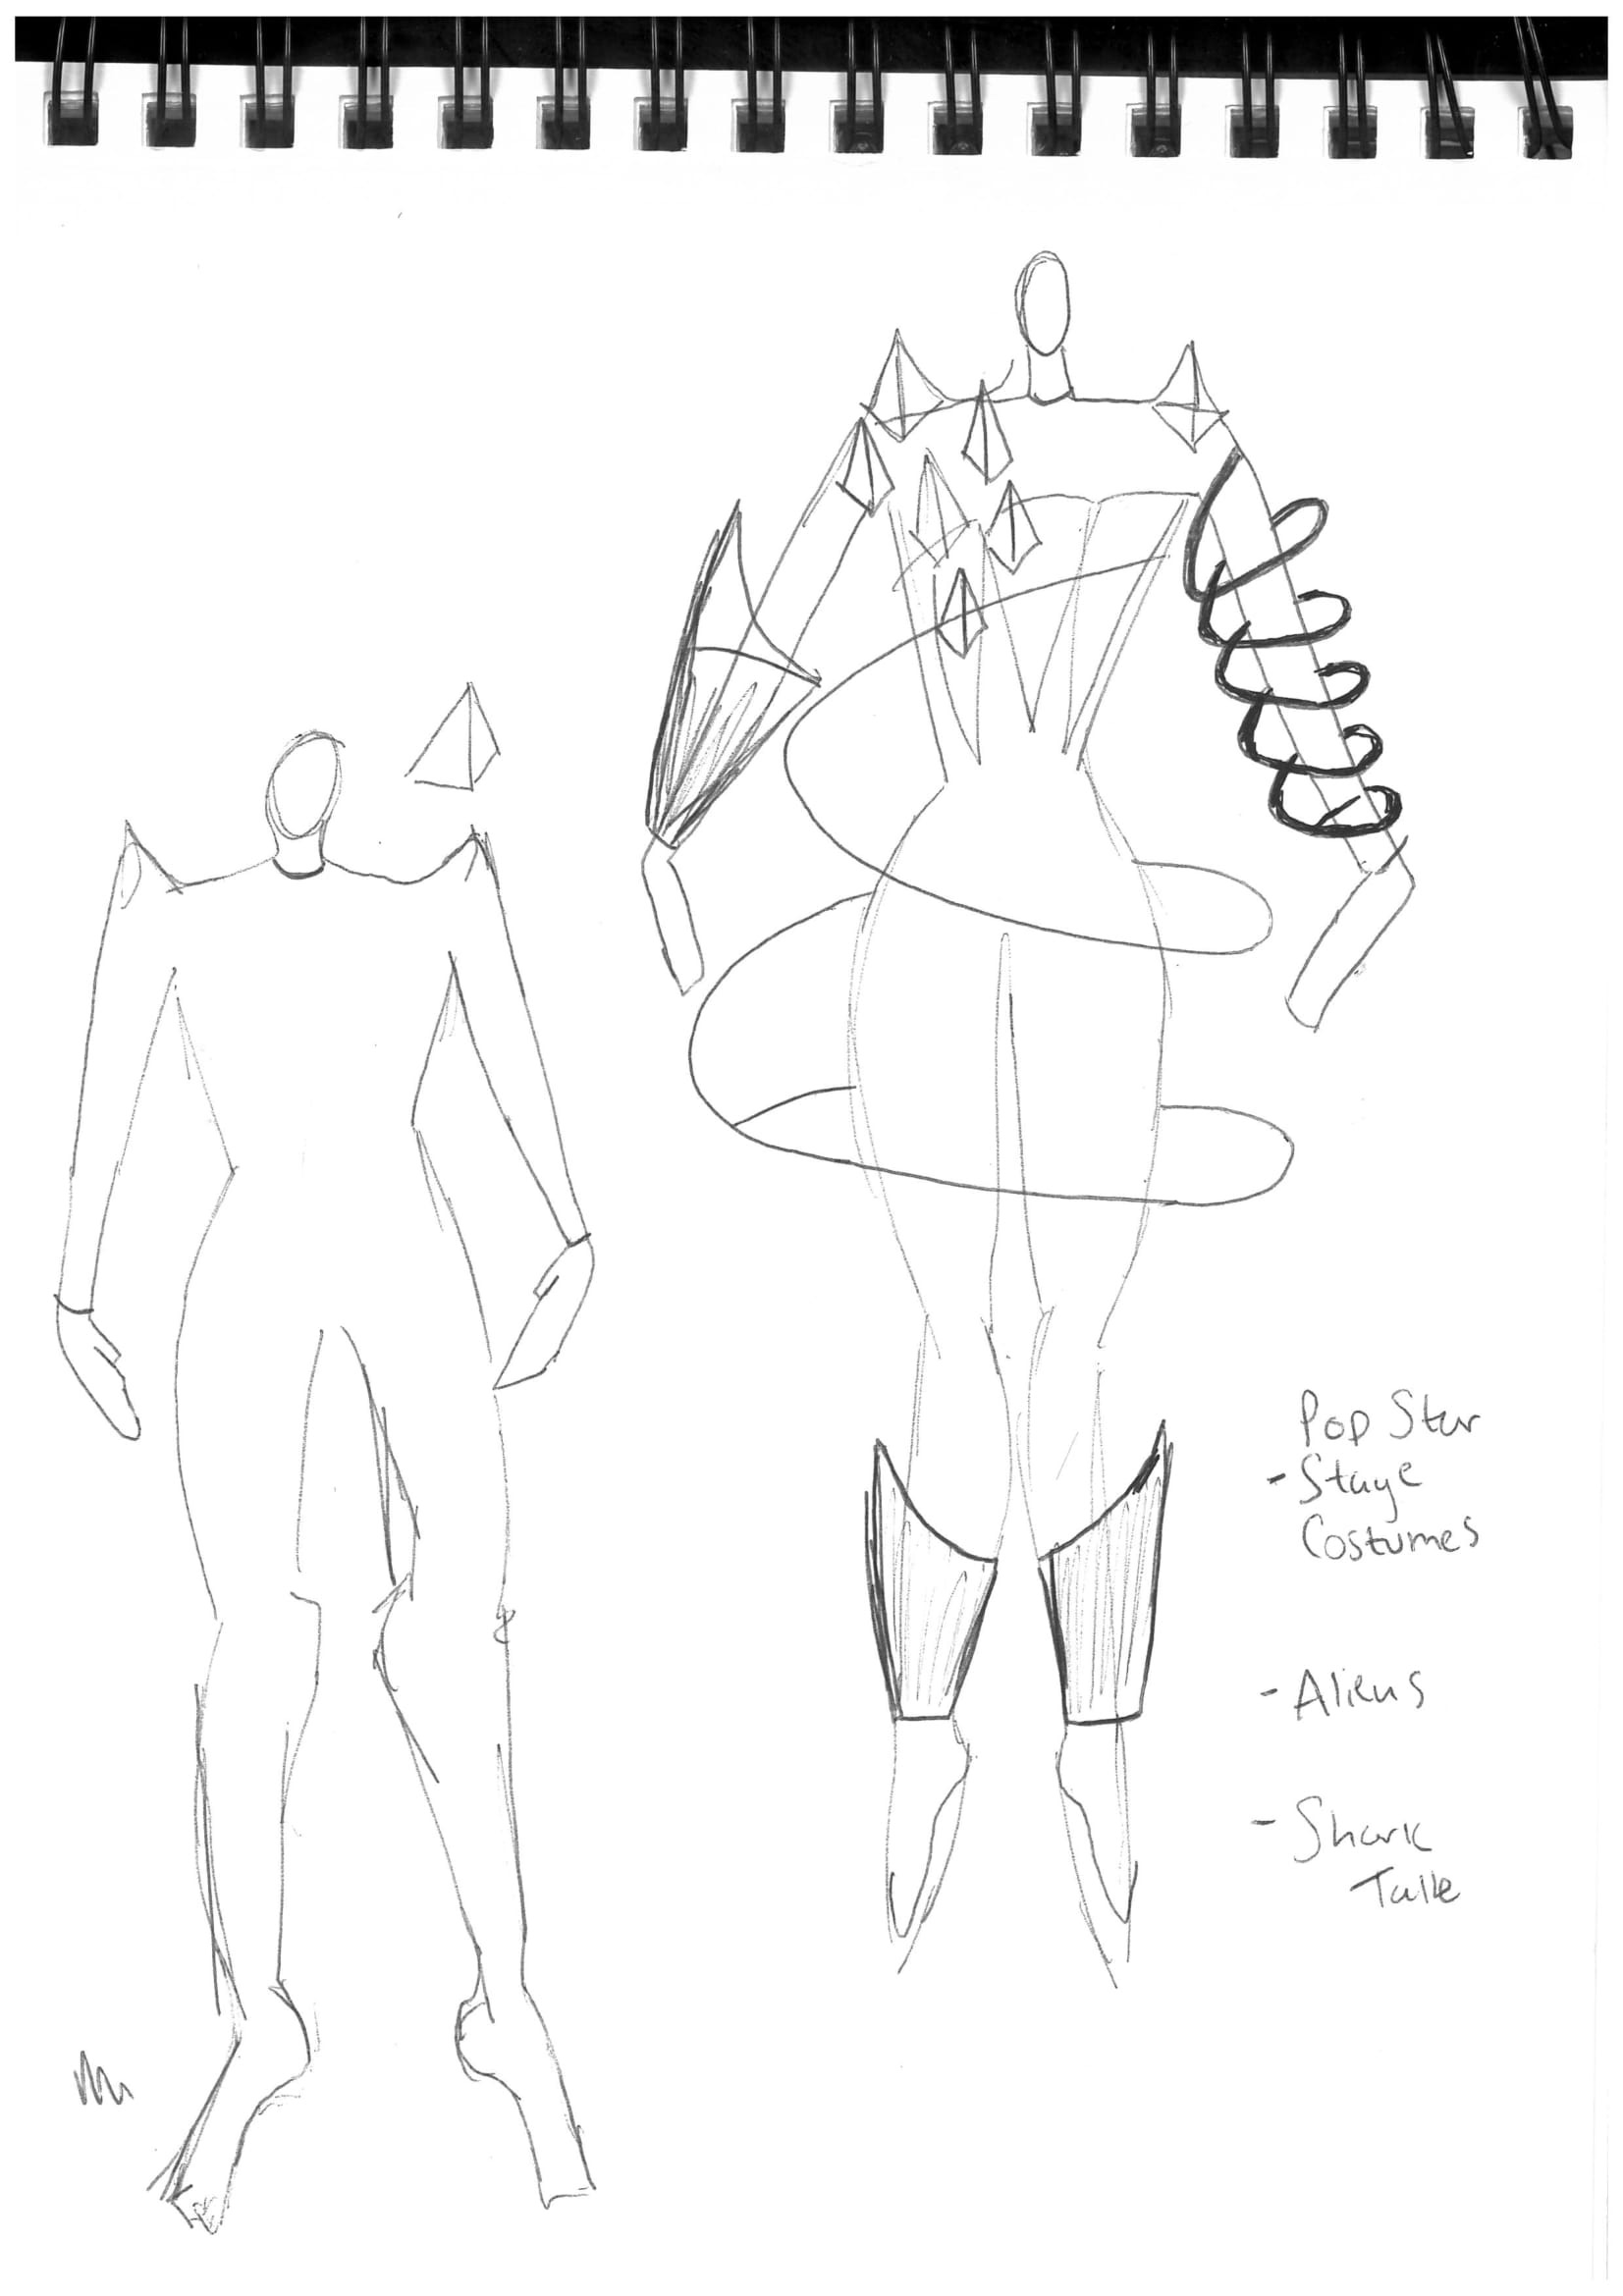 Pop Star
- Stage
Costumes
- Aliens
- Shark
Tale